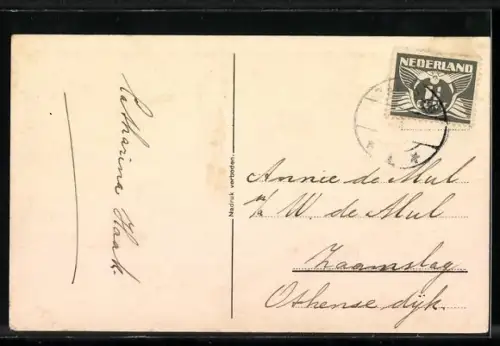 Catharina Haak.
Nadruk verboden.
NEDERLAND
Annie de Mul
W. de Mul
Zaamslag
Othense dijk.